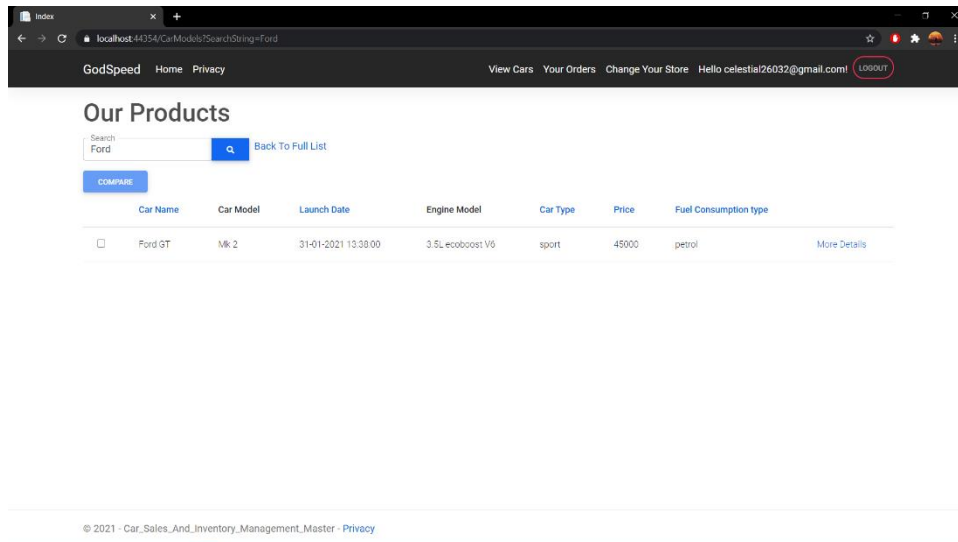 Index
localhost:44354/CarModels?SearchString=Ford
GodSpeed Home Privacy View Cars Your Orders Change Your Store Hello celestial26032@gmail.com! LOGOUT
Our Products
Search
Ford
Back To Full List
COMPARE
Car Name Car Model Launch Date Engine Model Car Type Price Fuel Consumption type
Ford GT Mk 2 31-01-2021 13:38:00 3.5L ecoboost V6 sport 45000 petrol More Details
© 2021 - Car_Sales_And_Inventory_Management_Master - Privacy